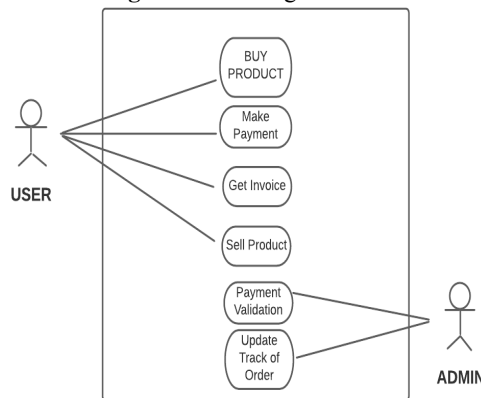 BUY
PRODUCT
Make
Payment
USER
Get Invoice
Sell Product
Payment
Validation
Update
Track of
Order
ADMIN